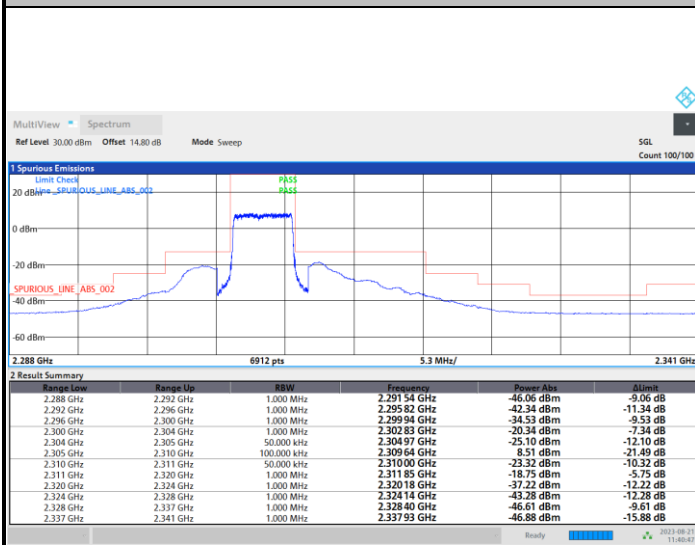 MultiView Spectrum
Ref Level 30.00 dBm Offset 14.80 dB Mode Sweep SGL
Count 100/100
1 Spurious Emissions
Limit Check PASS
Line _SPURIOUS_LINE_ABS_002 PASS
20 dBm
0 dBm
-20 dBm
SPURIOUS_LINE_ABS_002
-40 dBm
-60 dBm
2.288 GHz 6912 pts 5.3 MHz/ 2.341 GHz
2 Result Summary
Range Low Range Up RBW Frequency Power Abs ΔLimit
2.288 GHz 2.292 GHz 1.000 MHz 2.291 54 GHz -46.06 dBm -9.06 dB
2.292 GHz 2.296 GHz 1.000 MHz 2.295 82 GHz -42.34 dBm -11.34 dB
2.296 GHz 2.300 GHz 1.000 MHz 2.299 94 GHz -34.53 dBm -9.53 dB
2.300 GHz 2.304 GHz 1.000 MHz 2.302 83 GHz -20.34 dBm -7.34 dB
2.304 GHz 2.305 GHz 50.000 kHz 2.304 97 GHz -25.10 dBm -12.10 dB
2.305 GHz 2.310 GHz 100.000 kHz 2.309 64 GHz 8.51 dBm -21.49 dB
2.310 GHz 2.311 GHz 50.000 kHz 2.310 00 GHz -23.32 dBm -10.32 dB
2.311 GHz 2.320 GHz 1.000 MHz 2.311 85 GHz -18.75 dBm -5.75 dB
2.320 GHz 2.324 GHz 1.000 MHz 2.320 18 GHz -37.22 dBm -12.22 dB
2.324 GHz 2.328 GHz 1.000 MHz 2.324 14 GHz -43.28 dBm -12.28 dB
2.328 GHz 2.337 GHz 1.000 MHz 2.328 40 GHz -46.61 dBm -9.61 dB
2.337 GHz 2.341 GHz 1.000 MHz 2.337 93 GHz -46.88 dBm -15.88 dB
Ready 2023-08-21
11:40:47